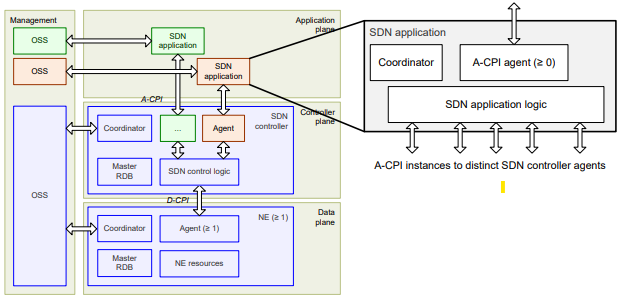 Management
OSS
OSS
OSS
Application
plane
SDN
application
SDN
application
A-CPI
Controller
plane
SDN
controller
Coordinator
...
Agent
Master
RDB
SDN control logic
D-CPI
Data
plane
NE (≥ 1)
Coordinator
Agent (≥ 1)
Master
RDB
NE resources
SDN application
Coordinator
A-CPI agent (≥ 0)
SDN application logic
A-CPI instances to distinct SDN controller agents